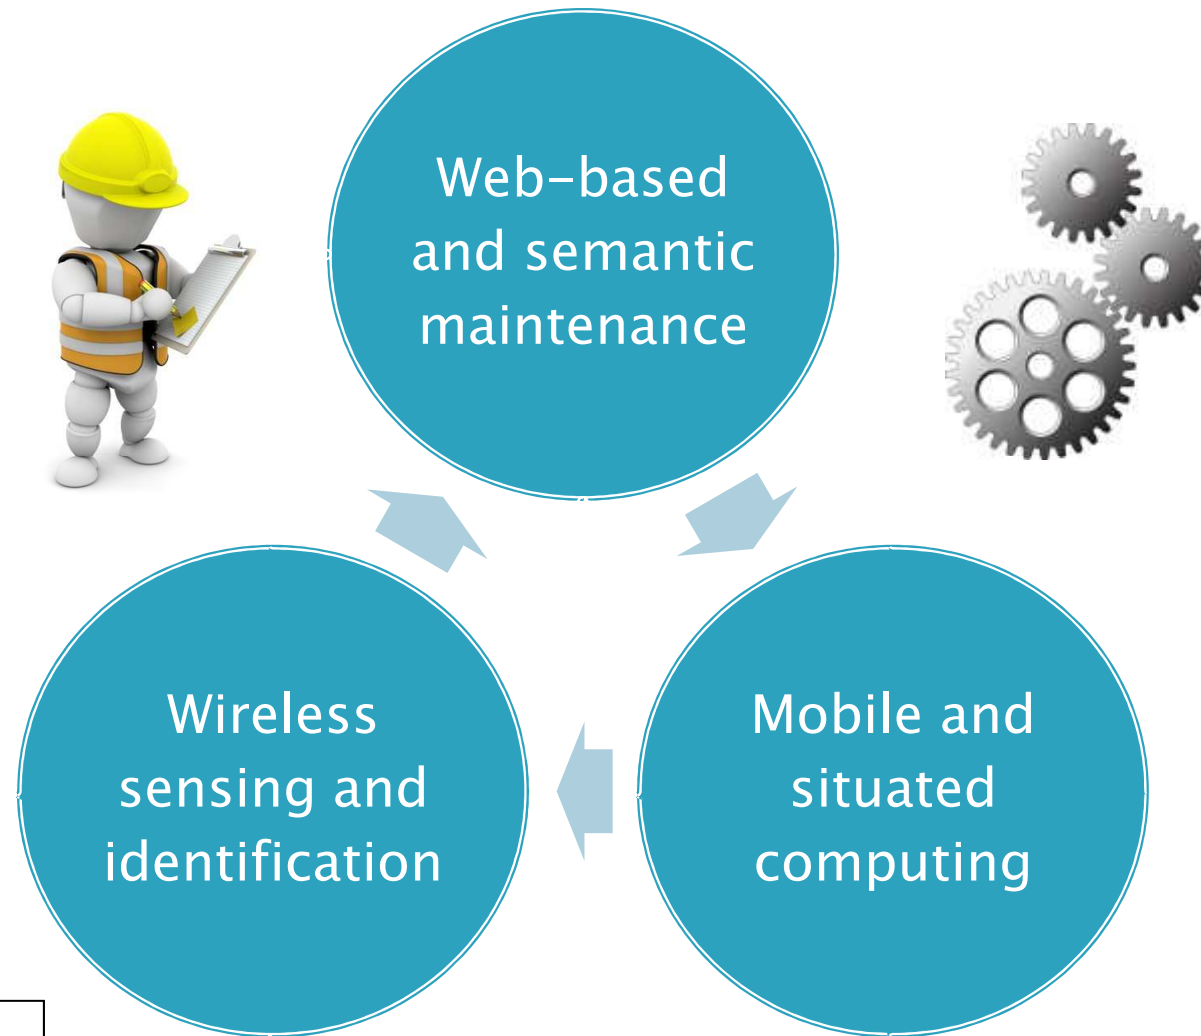 Web-based
and semantic
maintenance
Wireless
sensing and
identification
Mobile and
situated
computing